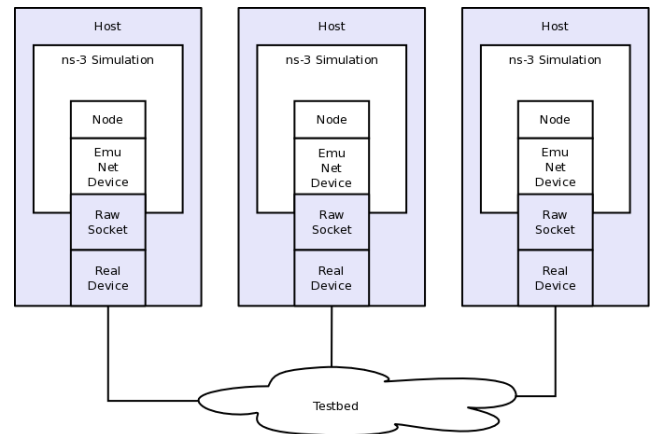 Host
ns-3 Simulation
Node
Emu
Net
Device
Raw
Socket
Real
Device
Host
ns-3 Simulation
Node
Emu
Net
Device
Raw
Socket
Real
Device
Host
ns-3 Simulation
Node
Emu
Net
Device
Raw
Socket
Real
Device
Testbed